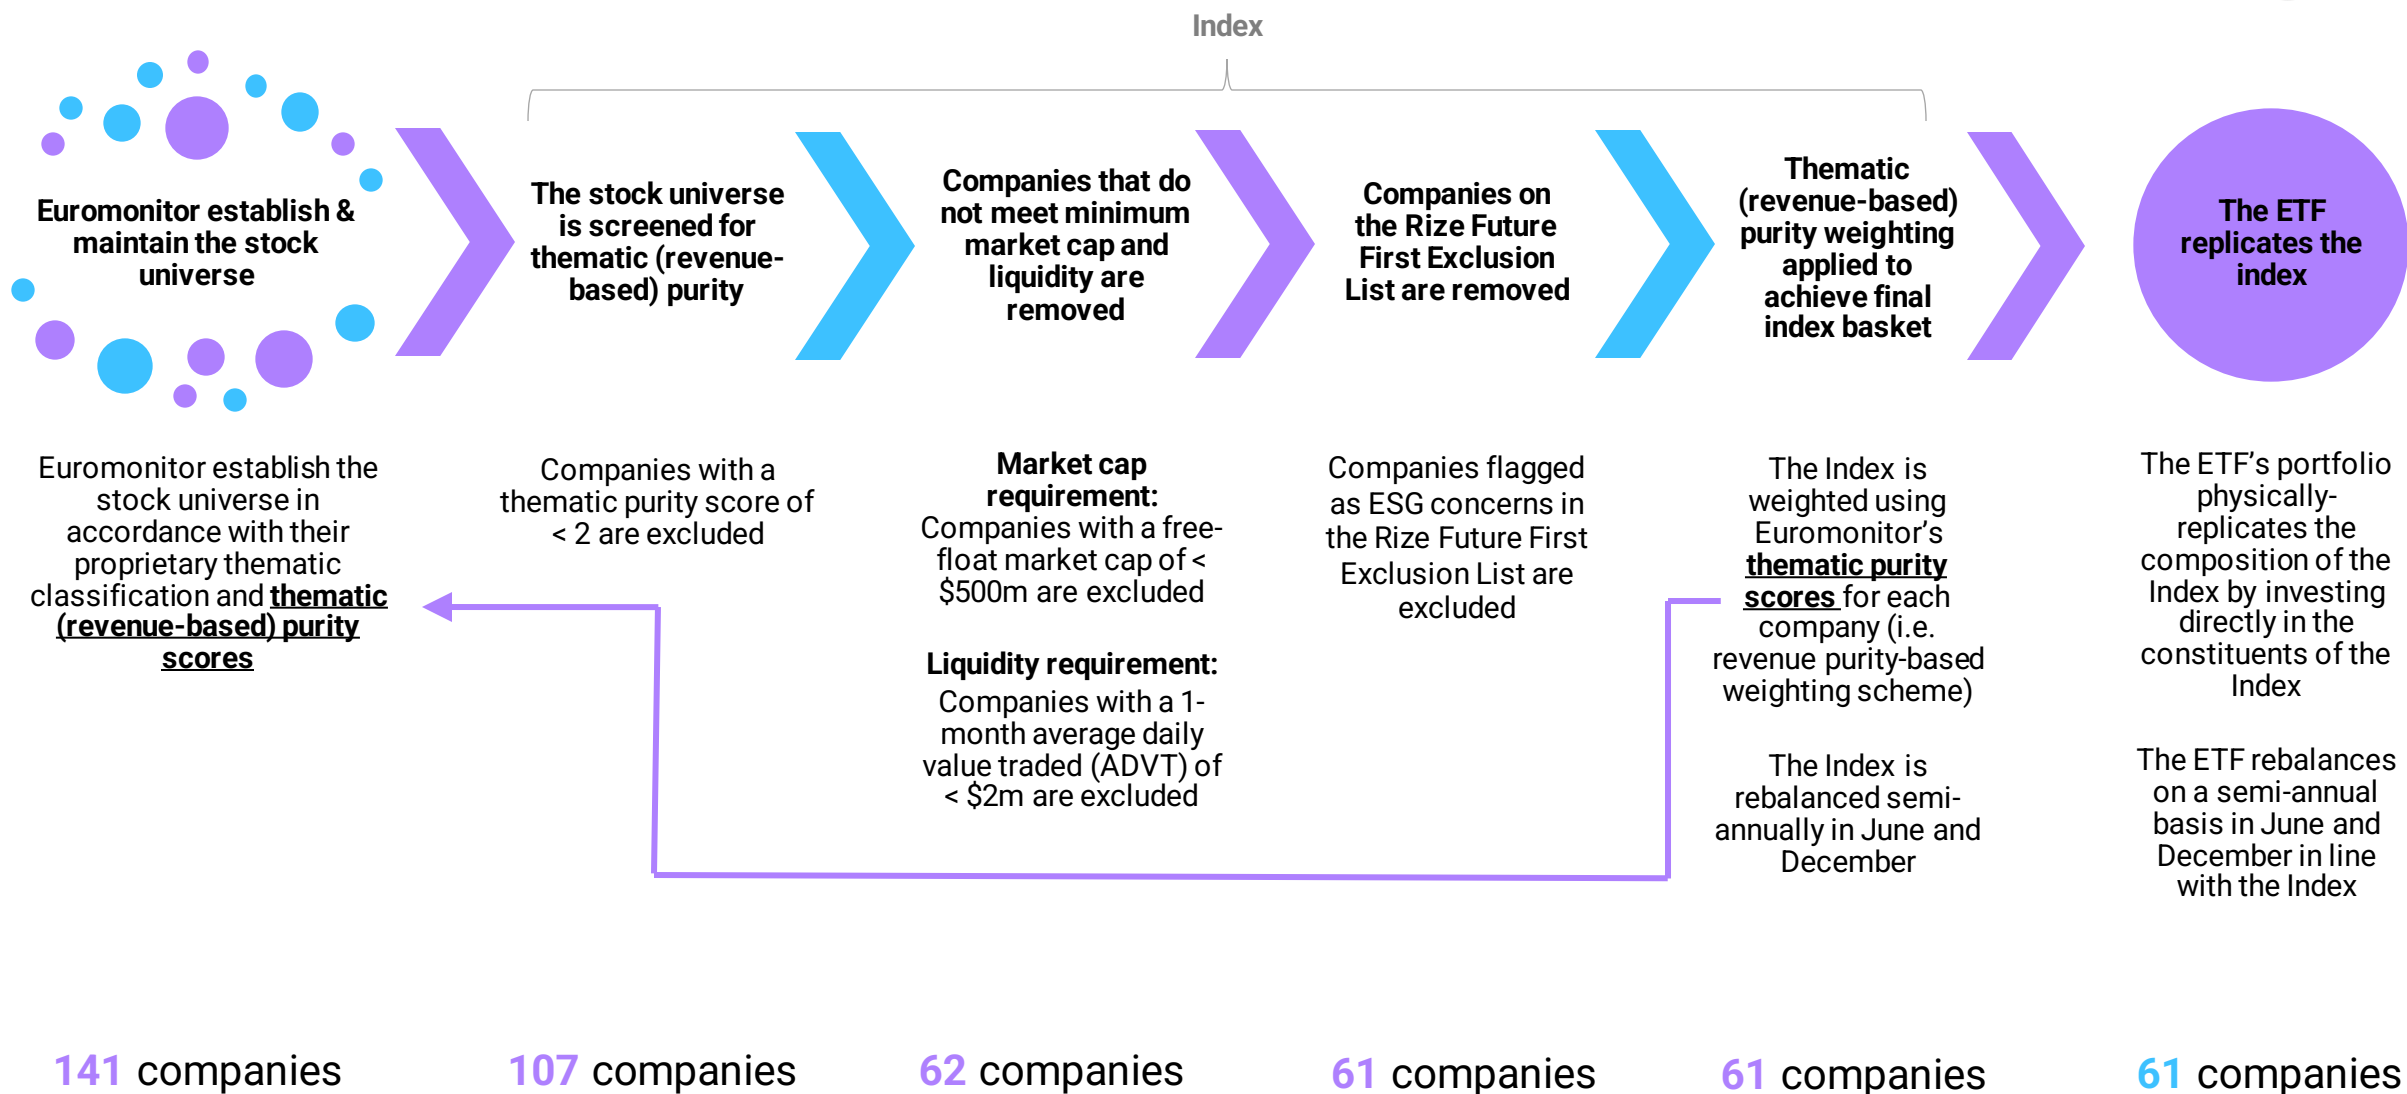 Index
Euromonitor establish &
maintain the stock
universe
The stock universe
is screened for
thematic (revenue-
based) purity
Companies that do
not meet minimum
market cap and
liquidity are
removed
Companies on
the Rize Future
First Exclusion
List are removed
Thematic
(revenue-based)
purity weighting
applied to
achieve final
index basket
The ETF
replicates the
index
Euromonitor establish the
stock universe in
accordance with their
proprietary thematic
classification and thematic
(revenue-based) purity
scores
Companies with a
thematic purity score of
< 2 are excluded
Market cap
requirement:
Companies with a free-
float market cap of <
$500m are excluded
Liquidity requirement:
Companies with a 1-
month average daily
value traded (ADVT) of
< $2m are excluded
Companies flagged
as ESG concerns in
the Rize Future First
Exclusion List are
excluded
The Index is
weighted using
Euromonitor's
thematic purity
scores for each
company (i.e.
revenue purity-based
weighting scheme)
The Index is
rebalanced semi-
annually in June and
December
The ETF's portfolio
physically-
replicates the
composition of the
Index by investing
directly in the
constituents of the
Index
The ETF rebalances
on a semi-annual
basis in June and
December in line
with the Index
141 companies
107 companies
62 companies
61 companies
61 companies
61 companies